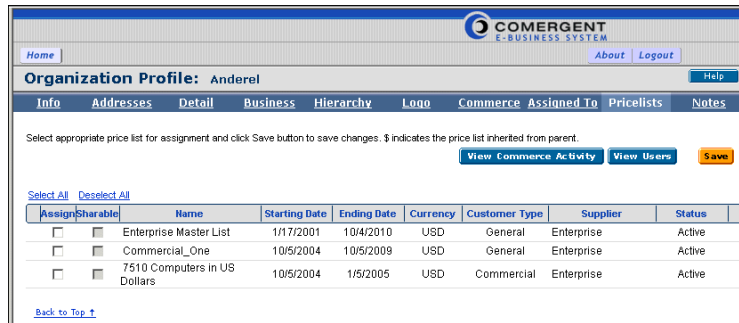 COMERGENT
E-BUSINESS SYSTEM
Home About Logout
Organization Profile: Anderel Help
Info Addresses Detail Business Hierarchy Logo Commerce Assigned To Pricelists Notes
Select appropriate price list for assignment and click Save button to save changes. $ indicates the price list inherited from parent.
View Commerce Activity View Users Save
Select All Deselect All
Assign Sharable Name Starting Date Ending Date Currency Customer Type Supplier Status
Enterprise Master List 1/17/2001 10/4/2010 USD General Enterprise Active
Commercial_One 10/5/2004 10/5/2009 USD General Enterprise Active
7510 Computers in US
Dollars 10/5/2004 1/5/2005 USD Commercial Enterprise Active
Back to Top ↑